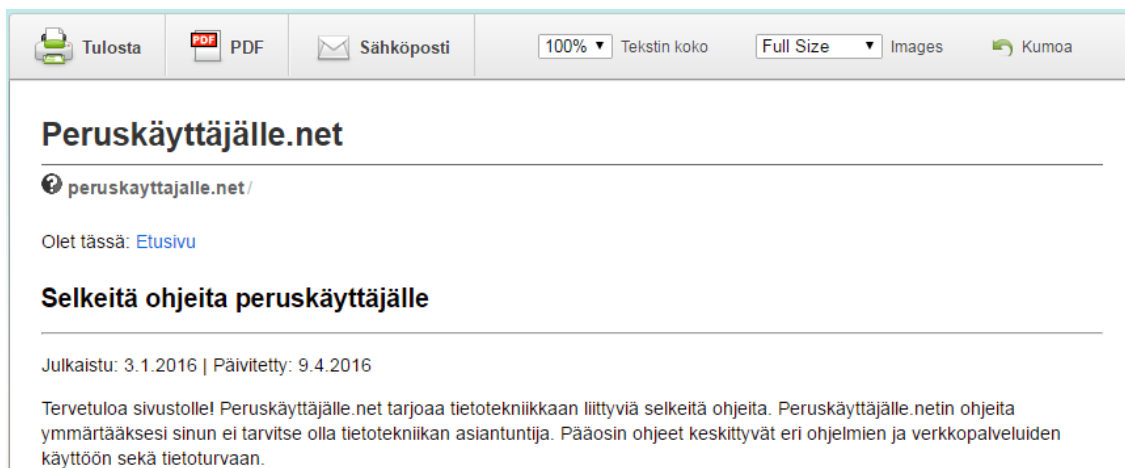 Tulosta PDF PDF Sähköposti 100% Tekstin koko Full Size Images Kumoa
Peruskäyttäjälle.net
peruskayttajalle.net/
Olet tässä: Etusivu
Selkeitä ohjeita peruskäyttäjälle
Julkaistu: 3.1.2016 | Päivitetty: 9.4.2016
Tervetuloa sivustolle! Peruskäyttäjälle.net tarjoaa tietotekniikkaan liittyviä selkeitä ohjeita. Peruskäyttäjälle.netin ohjeita
ymmärtääksesi sinun ei tarvitse olla tietotekniikan asiantuntija. Pääosin ohjeet keskittyvät eri ohjelmien ja verkkopalveluiden
käyttöön sekä tietoturvaan.